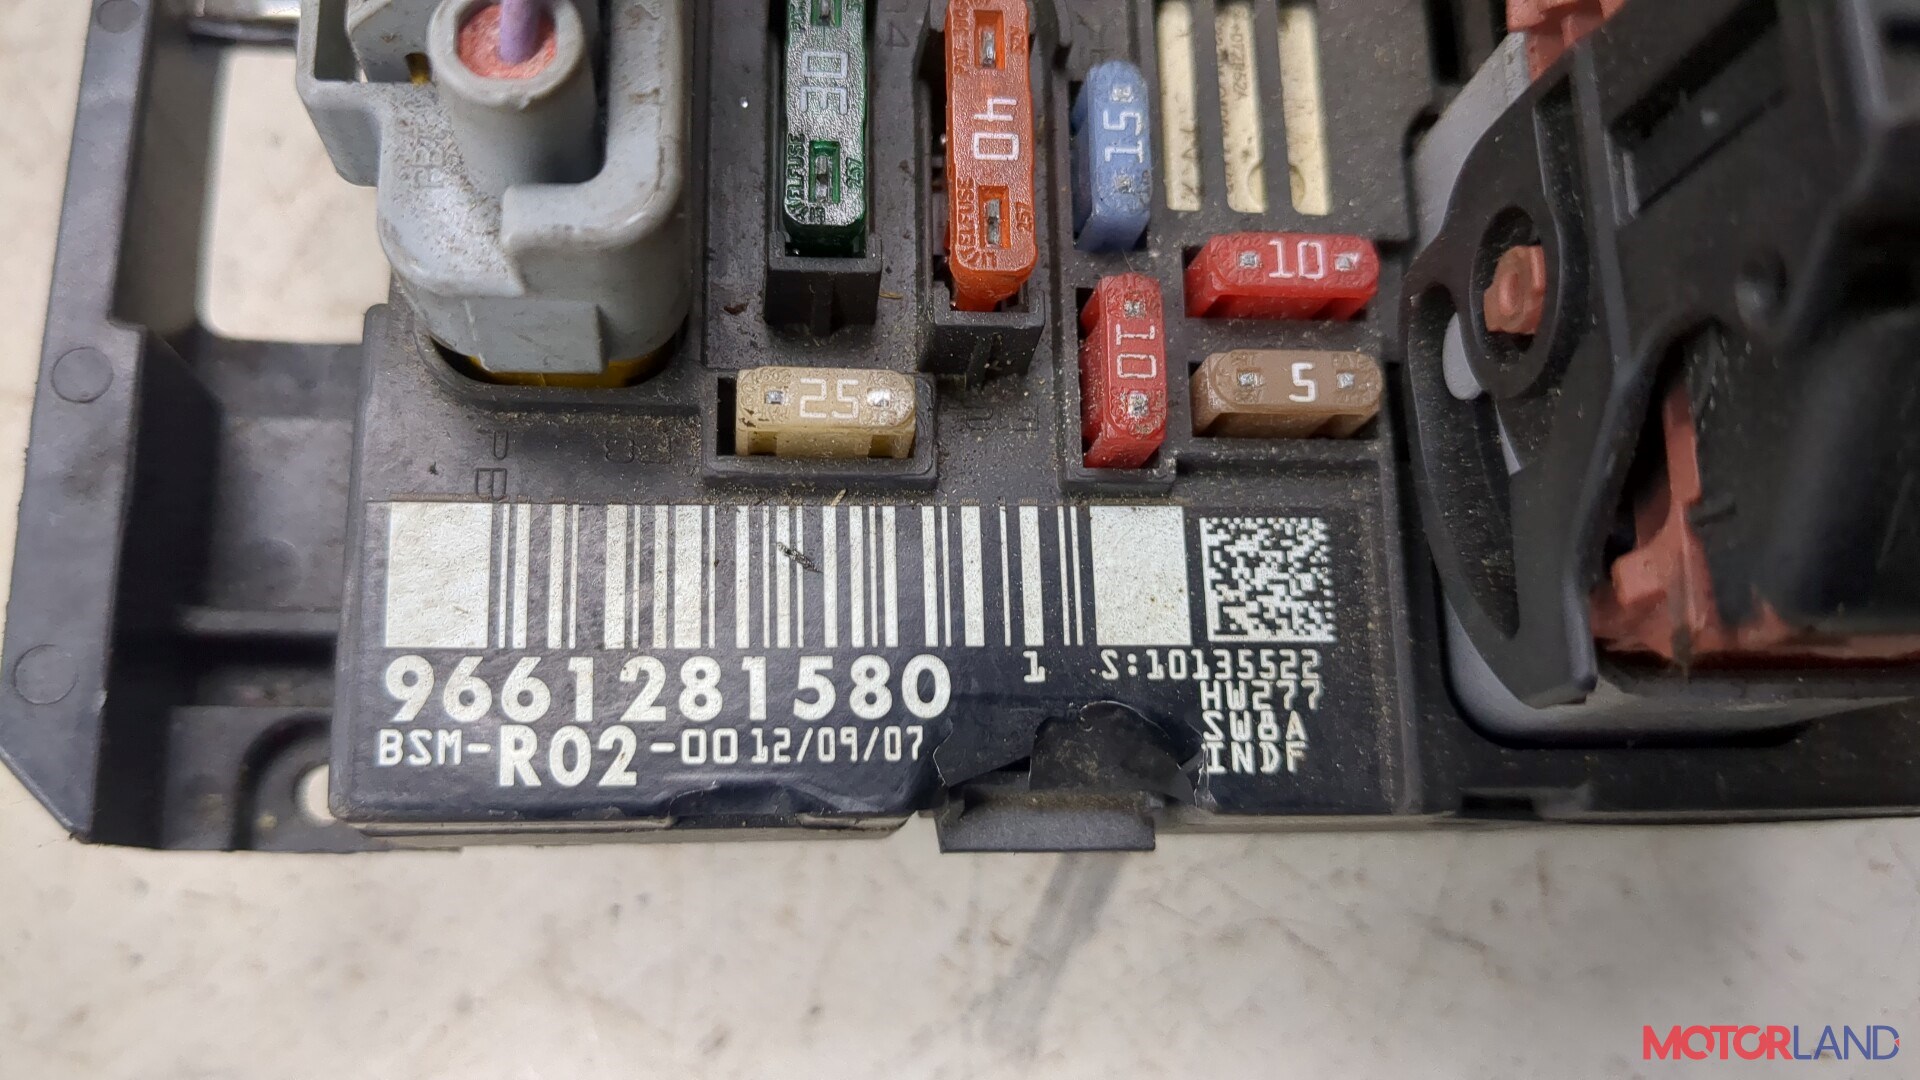 30
40
15
10
10
5
25
PB
9661281580
1
S:10135522
HW277
SW8A
INDF
BSM-R02-00 12/09/07
MOTORLAND